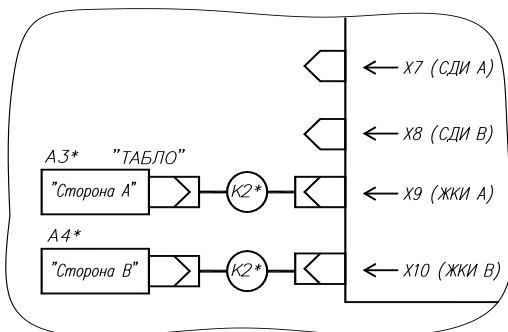 X7 (СДИ А)
X8 (СДИ В)
А3* "ТАБЛО"
"Сторона А" К2* X9 (ЖКИ А)
А4*
"Сторона В" К2* X10 (ЖКИ В)